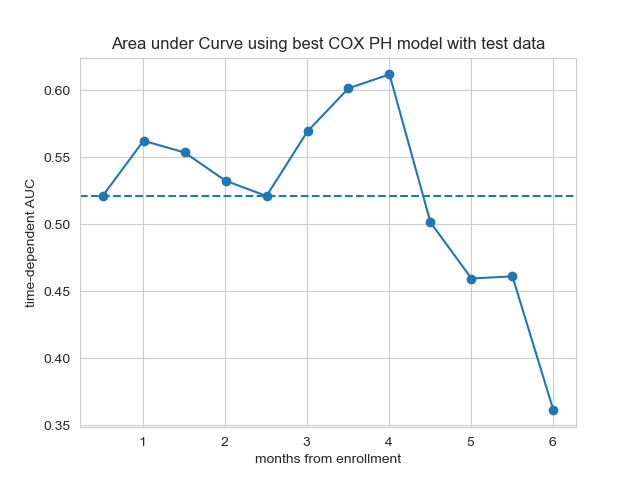 Area under Curve using best COX PH model with test data
time-dependent AUC
0.60
0.55
0.50
0.45
0.40
0.35
1 2 3 4 5 6
months from enrollment